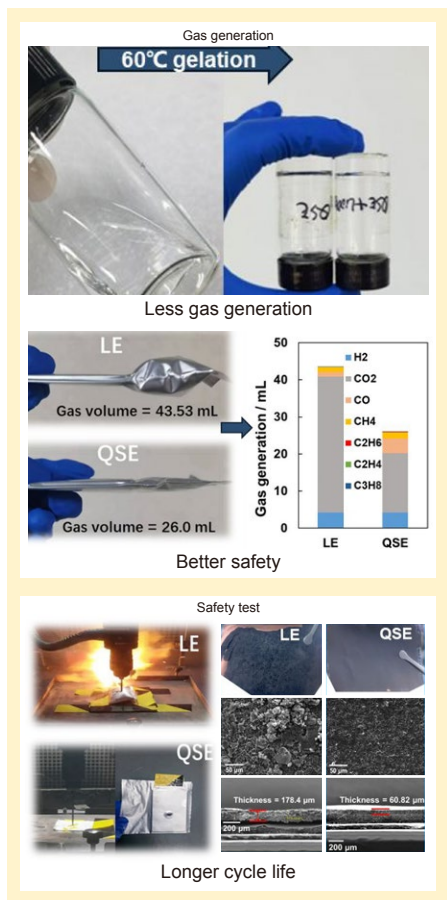 Gas generation
60℃ gelation
QSE
QSE+
Less gas generation
LE
Gas volume = 43.53 mL
QSE
Gas volume = 26.0 mL
Gas generation / mL
50
40
30
20
10
0
H2
CO2
CO
CH4
C2H6
C2H4
C3H8
LE
QSE
Better safety
Safety test
LE
QSE
LE
QSE
50 μm
50 μm
Thickness = 178.4 μm
Thickness = 60.82 μm
200 μm
200 μm
Longer cycle life